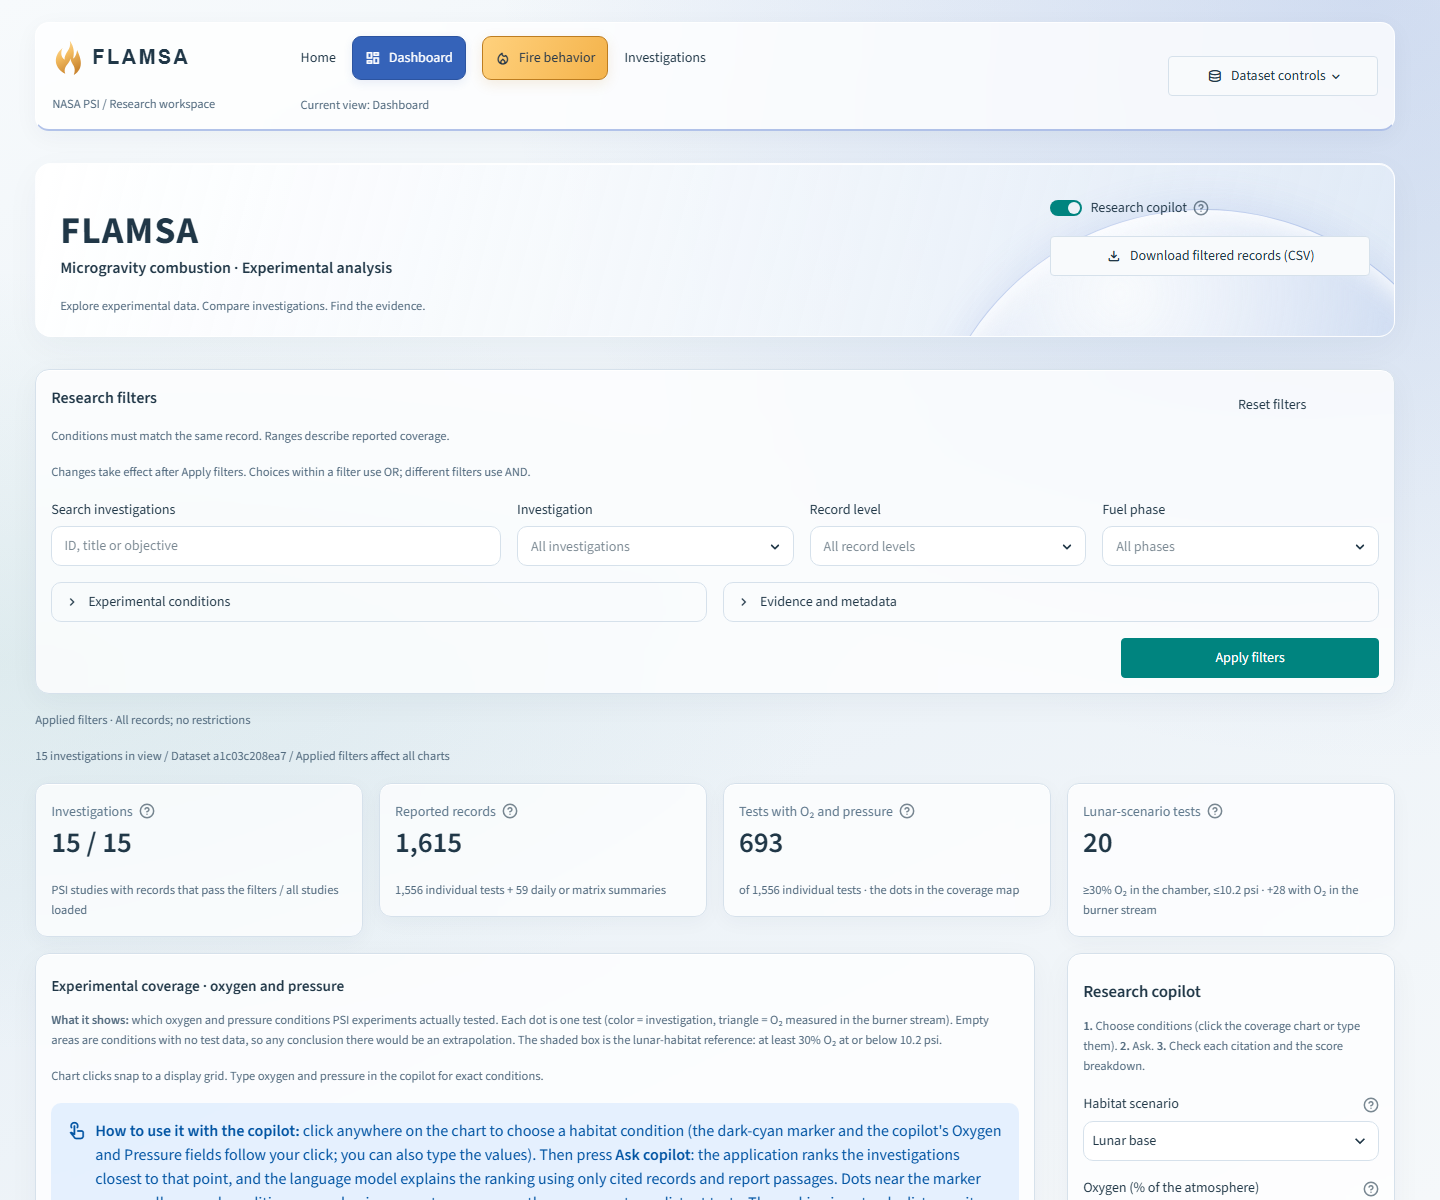 FLAMSA
Home
Dashboard
Fire behavior
Investigations
Dataset controls
NASA PSI / Research workspace
Current view: Dashboard
FLAMSA
Microgravity combustion · Experimental analysis
Explore experimental data. Compare investigations. Find the evidence.
Research copilot
Download filtered records (CSV)
Research filters
Reset filters
Conditions must match the same record. Ranges describe reported coverage.
Changes take effect after Apply filters. Choices within a filter use OR; different filters use AND.
Search investigations
Investigation
Record level
Fuel phase
ID, title or objective
All investigations
All record levels
All phases
Experimental conditions
Evidence and metadata
Apply filters
Applied filters · All records; no restrictions
15 investigations in view / Dataset a1c03c208ea7 / Applied filters affect all charts
Investigations
15 / 15
PSI studies with records that pass the filters / all studies
loaded
Reported records
1,615
1,556 individual tests + 59 daily or matrix summaries
Tests with O₂ and pressure
693
of 1,556 individual tests · the dots in the coverage map
Lunar-scenario tests
20
≥30% O₂ in the chamber, ≤10.2 psi · +28 with O₂ in the
burner stream
Experimental coverage · oxygen and pressure
What it shows: which oxygen and pressure conditions PSI experiments actually tested. Each dot is one test (color = investigation, triangle = O₂ measured in the burner stream). Empty
areas are conditions with no test data, so any conclusion there would be an extrapolation. The shaded box is the lunar-habitat reference: at least 30% O₂ at or below 10.2 psi.
Chart clicks snap to a display grid. Type oxygen and pressure in the copilot for exact conditions.
How to use it with the copilot: click anywhere on the chart to choose a habitat condition (the dark-cyan marker and the copilot's Oxygen
and Pressure fields follow your click; you can also type the values). Then press Ask copilot: the application ranks the investigations
closest to that point, and the language model explains the ranking using only cited records and report passages. Dots near the marker
Research copilot
1. Choose conditions (click the coverage chart or type
them). 2. Ask. 3. Check each citation and the score
breakdown.
Habitat scenario
Lunar base
Oxygen (% of the atmosphere)